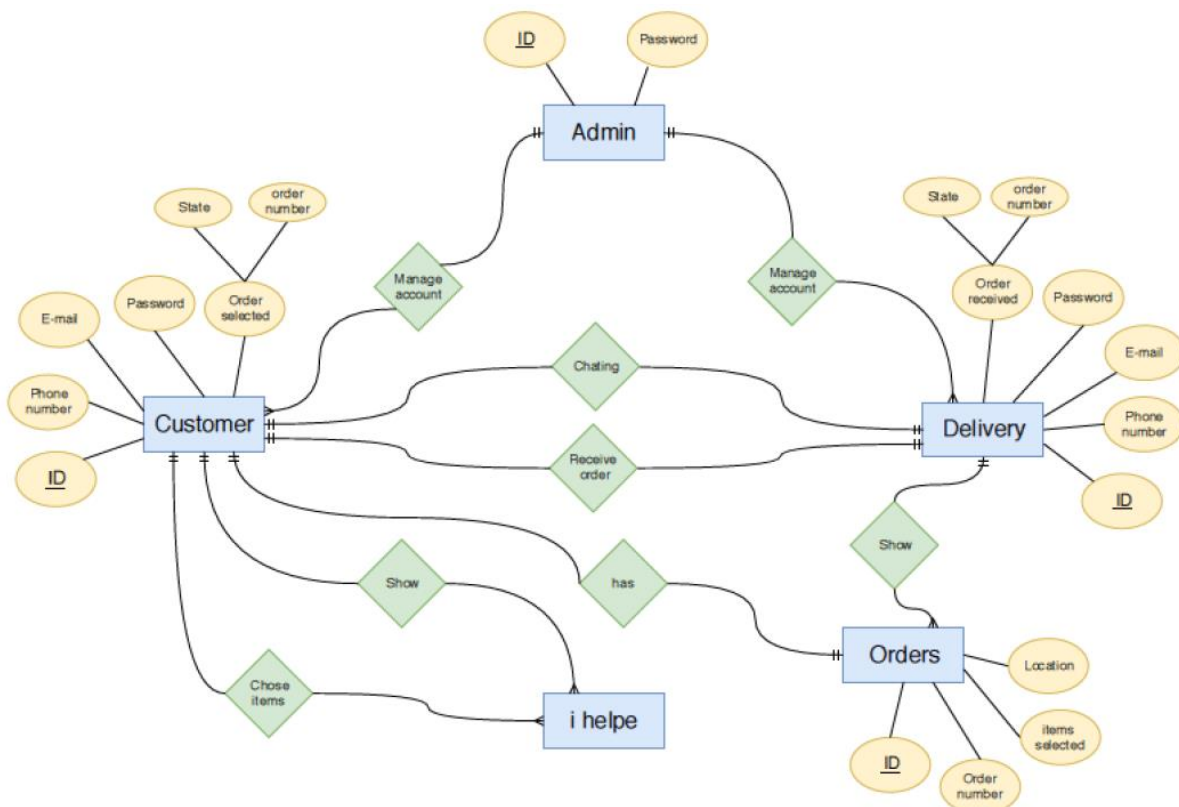 ID
Password
Admin
State
order
number
State
order
number
Manage
account
Manage
account
E-mail
Password
Order
selected
Order
received
Password
E-mail
Phone
number
Customer
Chating
Delivery
Phone
number
ID
Receive
order
ID
Show
Show
has
Orders
Location
Chose
items
i helpe
items
selected
ID
Order
number